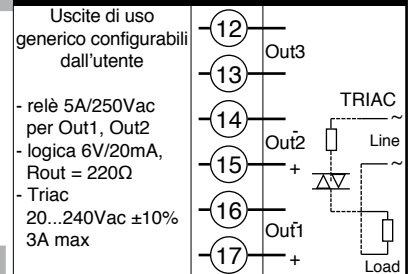 Uscite di uso
generico configurabili
dall'utente
- relè 5A/250Vac
per Out1, Out2
- logica 6V/20mA,
Rout = 220Ω
- Triac
20...240Vac ±10%
3A max
12
Out3
13
14
-
Out2
15
+
16
-
Out1
17
+
TRIAC
~
Line
~
Load